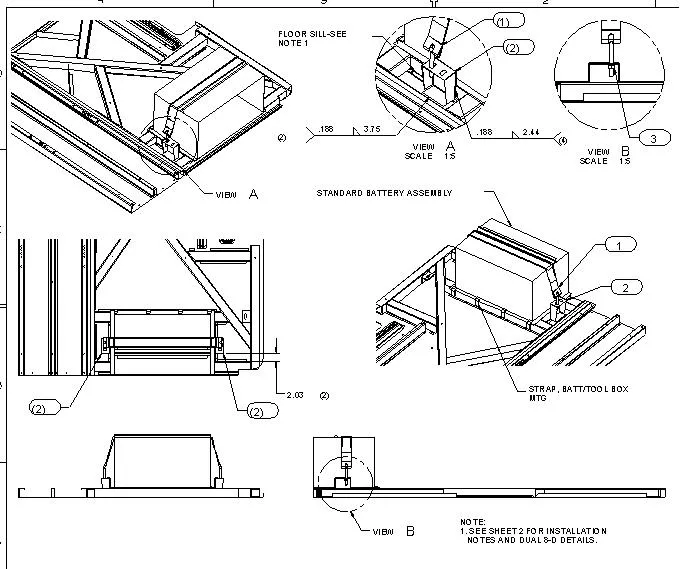 2
FLOOR SILL-SEE
NOTE 1
(1)
(2)
.188
3.75
(2)
VIEW A
SCALE 1:5
.188
2.44
(4)
VIEW B
SCALE 1:5
3
VIEW A
STANDARD BATTERY ASSEMBLY
1
2
STRAP, BATT/TOOL BOX
MTG
(2)
(2)
2.03 (2)
VIEW B
NOTE:
1. SEE SHEET 2 FOR INSTALLATION
NOTES AND DUAL 8-D DETAILS.